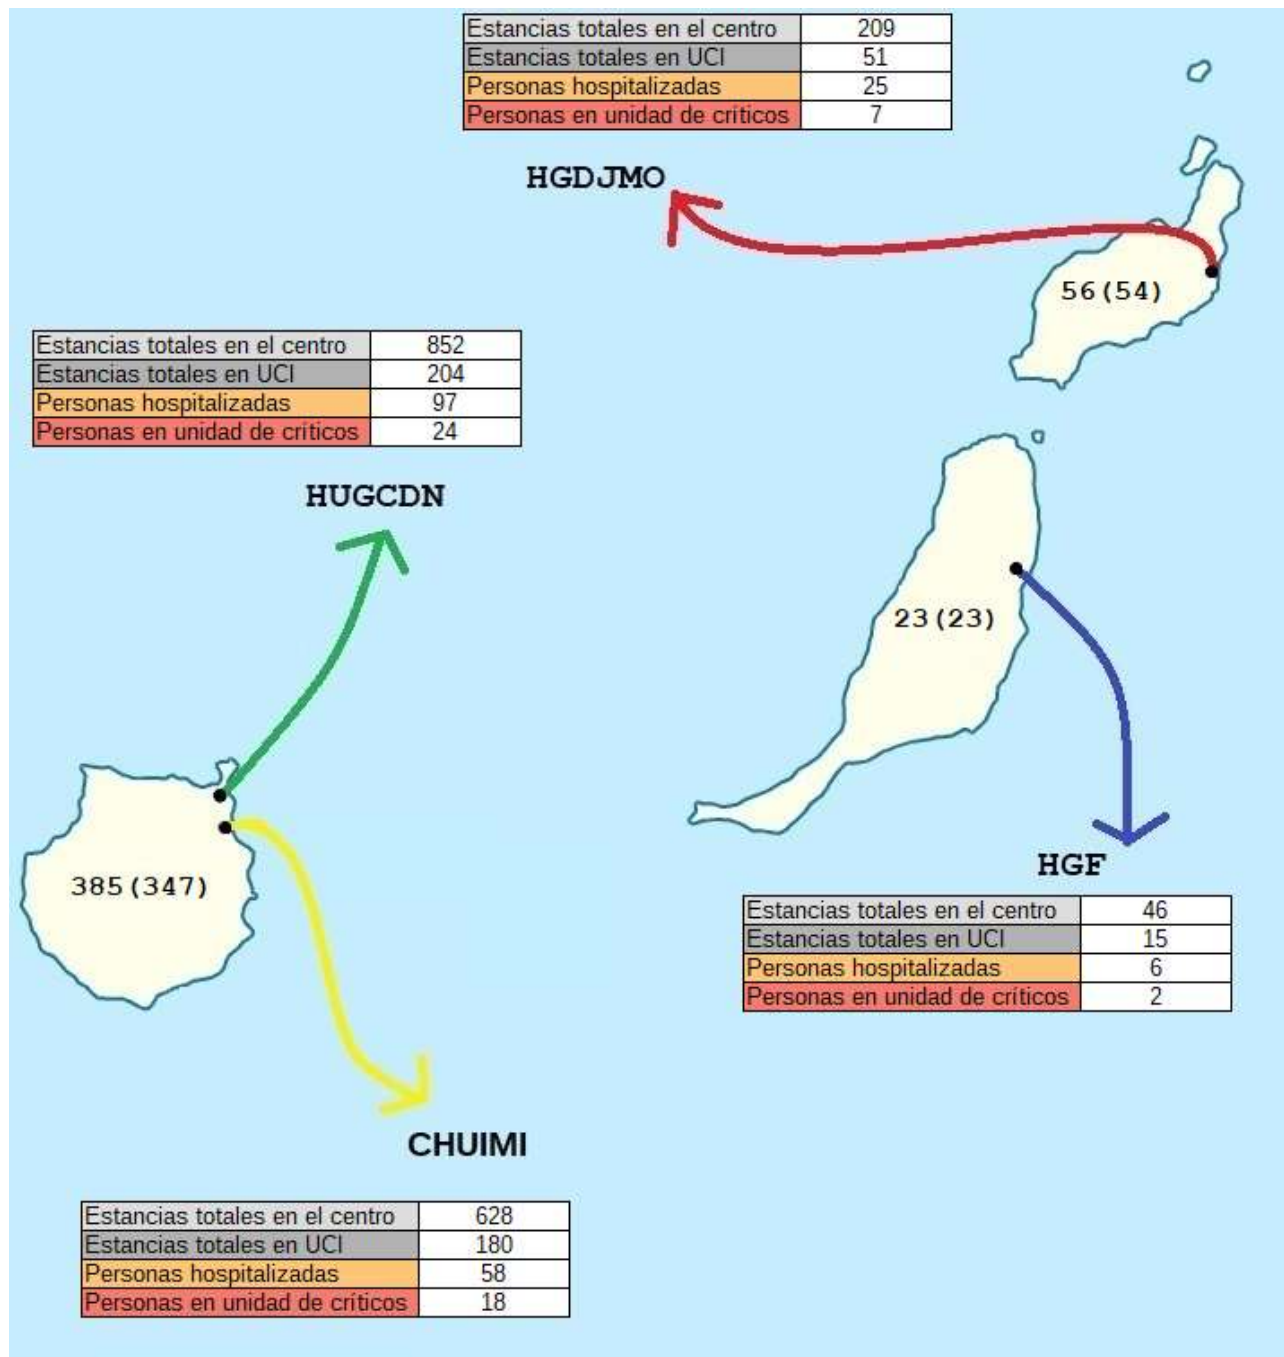 Estancias totales en el centro 209
Estancias totales en UCI 51
Personas hospitalizadas 25
Personas en unidad de críticos 7
HGDJMO
56(54)
Estancias totales en el centro 852
Estancias totales en UCI 204
Personas hospitalizadas 97
Personas en unidad de críticos 24
HUGCDN
23(23)
385(347)
HGF
Estancias totales en el centro 46
Estancias totales en UCI 15
Personas hospitalizadas 6
Personas en unidad de críticos 2
CHUIMI
Estancias totales en el centro 628
Estancias totales en UCI 180
Personas hospitalizadas 58
Personas en unidad de críticos 18